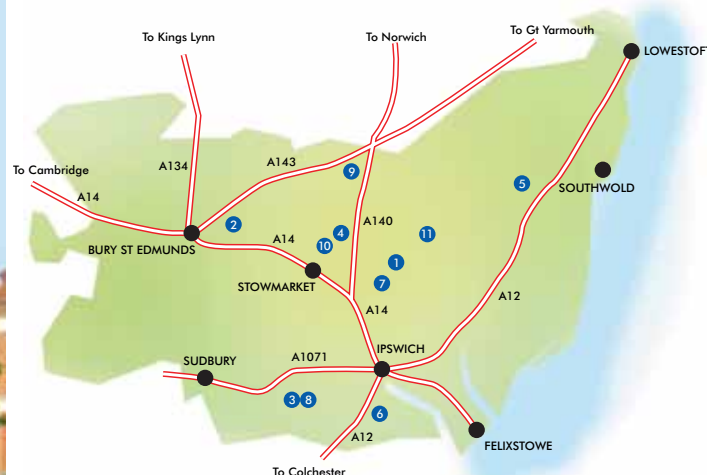 To Kings Lynn
To Norwich
To Gt Yarmouth
LOWESTOFT
A134
A143
To Cambridge
A14
9
5
SOUTHWOLD
2
A140
4
11
BURY ST EDMUNDS
A14
10
1
STOWMARKET
7
A14
A12
IPSWICH
SUDBURY
A1071
3
8
6
A12
FELIXSTOWE
To Colchester